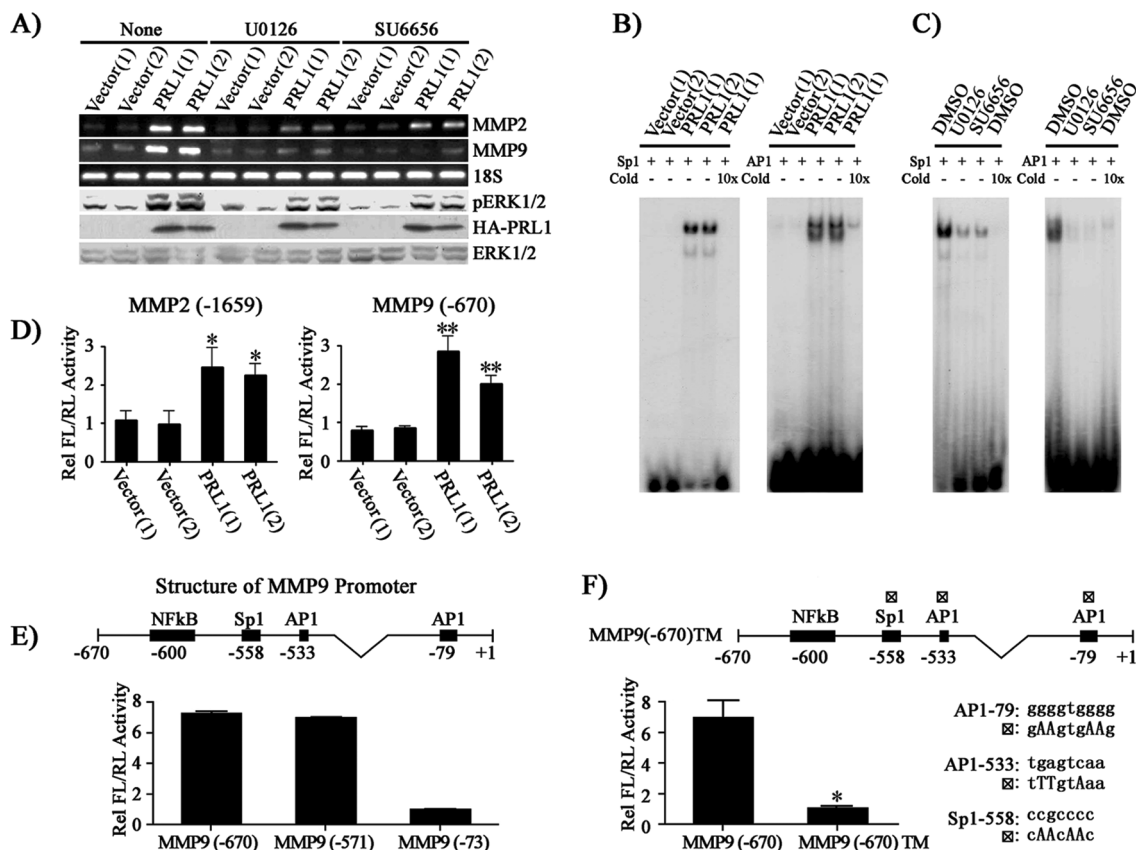 A)
None U0126 SU6656
Vector(1) Vector(2) PRL1(1) PRL1(2) Vector(1) Vector(2) PRL1(1) PRL1(2) Vector(1) Vector(2) PRL1(1) PRL1(2)
MMP2
MMP9
18S
pERK1/2
HA-PRL1
ERK1/2
B)
Vector(1) Vector(2) PRL1(1) PRL1(2) PRL1(1)
Sp1 + + + + +
Cold - - - - 10x
Vector(1) Vector(2) PRL1(1) PRL1(2) PRL1(1)
AP1 + + + + +
Cold - - - - 10x
C)
DMSO U0126 SU6656 DMSO
Sp1 + + + +
Cold - - - 10x
DMSO U0126 SU6656 DMSO
AP1 + + + +
Cold - - - 10x
D)
MMP2 (-1659)
Rel FL/RL Activity
3
2
1
0
* *
Vector(1) Vector(2) PRL1(1) PRL1(2)
MMP9 (-670)
Rel FL/RL Activity
3
2
1
0
** **
Vector(1) Vector(2) PRL1(1) PRL1(2)
E)
Structure of MMP9 Promoter
NFkB Sp1 AP1 AP1
-670 -600 -558 -533 -79 +1
Rel FL/RL Activity
8
6
4
2
0
MMP9 (-670) MMP9 (-571) MMP9 (-73)
F)
NFkB Sp1 AP1 AP1
MMP9(-670)TM
-670 -600 -558 -533 -79 +1
Rel FL/RL Activity
8
6
4
2
0
*
MMP9 (-670) MMP9 (-670) TM
AP1-79: ggggtgggg
☒: gAAgtgAAg
AP1-533: tgagtcaa
☒: tTTgtAaa
Sp1-558: ccgcccc
☒: cAAcAAc